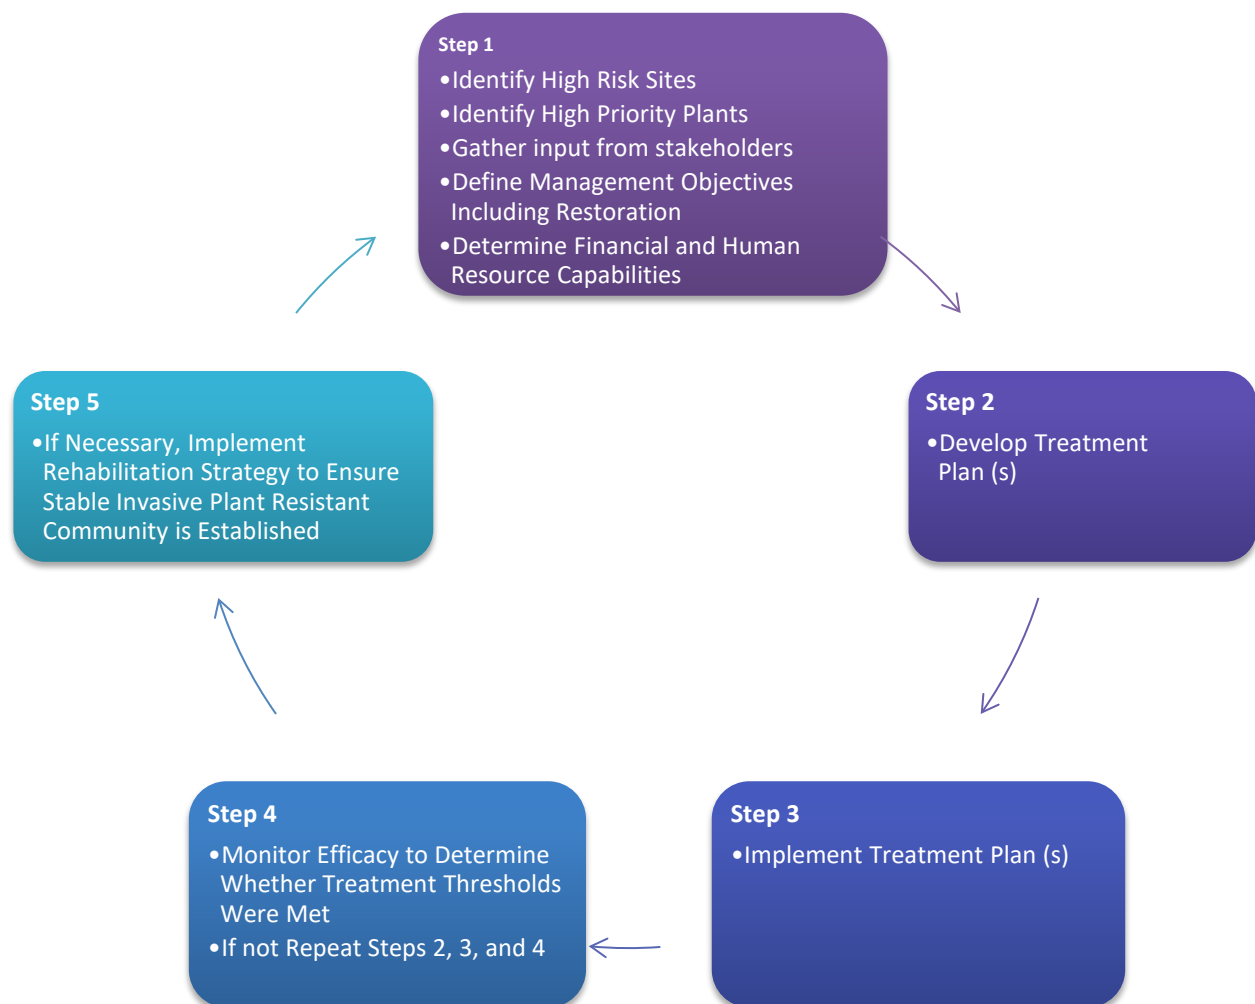 Step 1
•Identify High Risk Sites
•Identify High Priority Plants
•Gather input from stakeholders
•Define Management Objectives
Including Restoration
•Determine Financial and Human
Resource Capabilities
Step 2
•Develop Treatment
Plan (s)
Step 3
•Implement Treatment Plan (s)
Step 4
•Monitor Efficacy to Determine
Whether Treatment Thresholds
Were Met
•If not Repeat Steps 2, 3, and 4
Step 5
•If Necessary, Implement
Rehabilitation Strategy to Ensure
Stable Invasive Plant Resistant
Community is Established